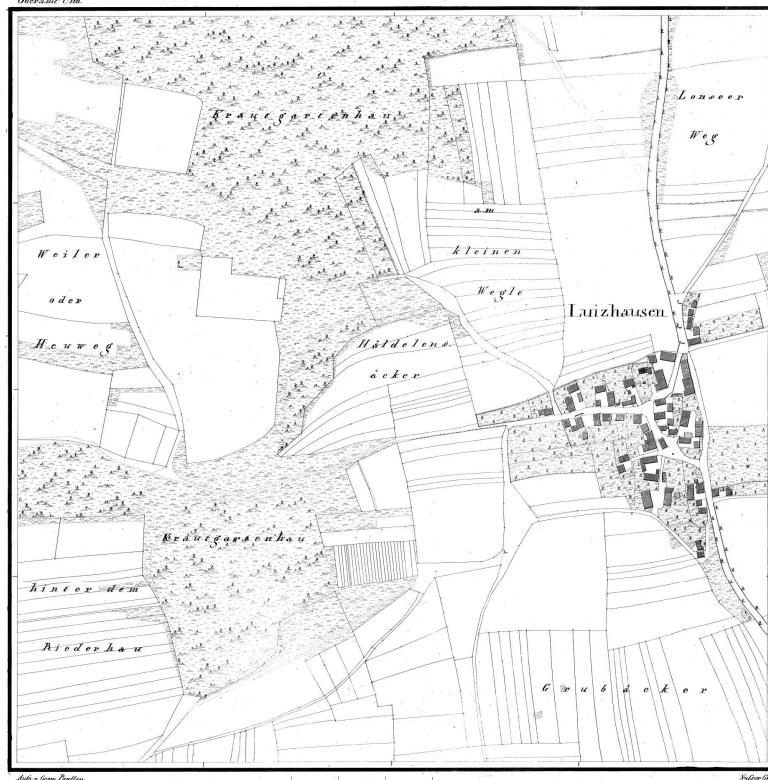 Oberamt Ulm
Krautgartenhau
Lonseer
Weg
am
kleinen
Wegle
Weiler
oder
Heuweg
Luizhausen
Häldelens
äcker
Krautgartenhau
hinter dem
Riederhau
Grubäcker